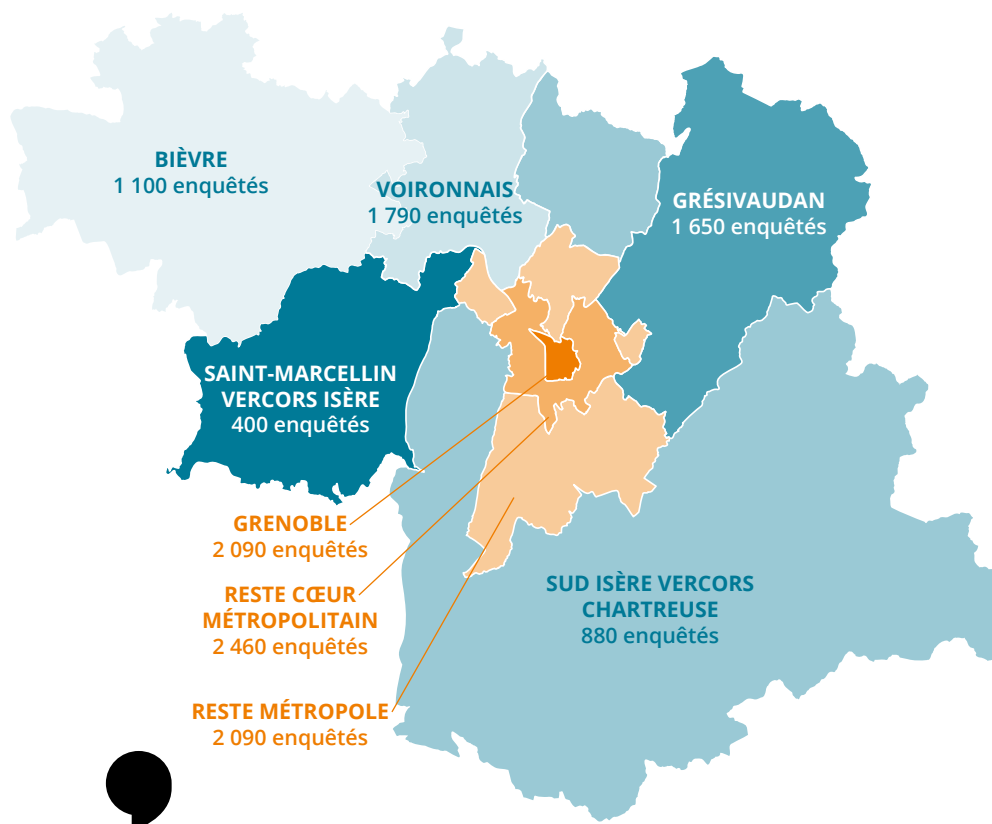 BIÈVRE
1 100 enquêtés
VOIRONNAIS
1 790 enquêtés
GRÉSIVAUDAN
1 650 enquêtés
SAINT-MARCELLIN
VERCORS ISÈRE
400 enquêtés
GRENOBLE
2 090 enquêtés
RESTE CŒUR
MÉTROPOLITAIN
2 460 enquêtés
RESTE MÉTROPOLE
2 090 enquêtés
SUD ISÈRE VERCORS
CHARTREUSE
880 enquêtés